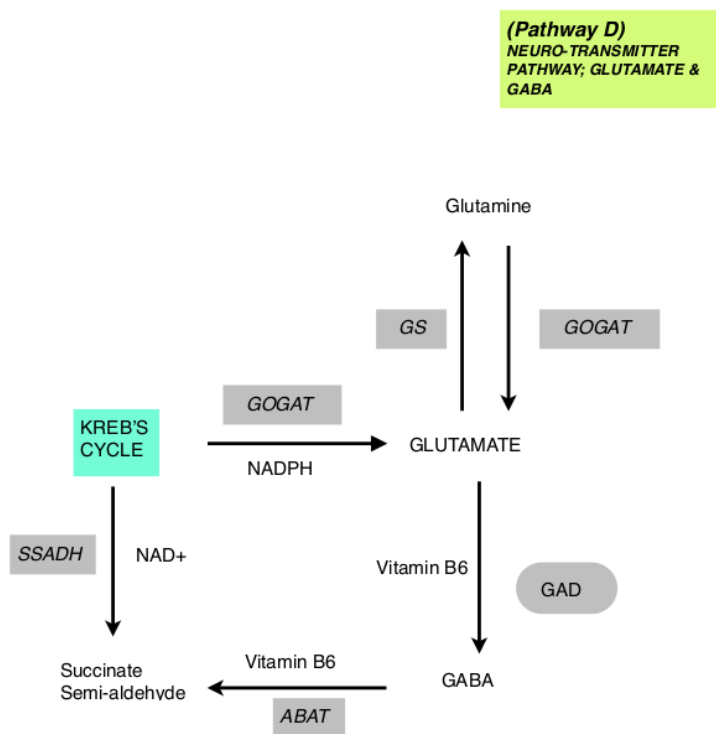 (Pathway D)
NEURO-TRANSMITTER
PATHWAY; GLUTAMATE &
GABA
Glutamine
GS
GOGAT
GOGAT
KREB'S
CYCLE
GLUTAMATE
NADPH
SSADH
NAD+
Vitamin B6
GAD
Succinate
Semi-aldehyde
Vitamin B6
GABA
ABAT